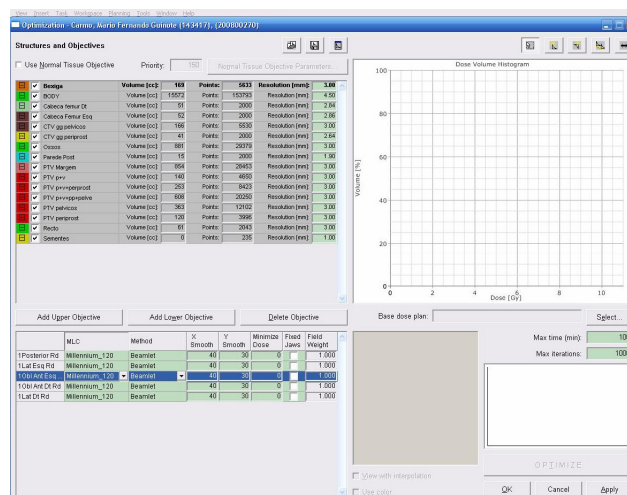 View Insert Task Workspace Planning Tools Window Help
Optimization - Carmo, Mario Fernando Guinote (143417), (200800270)
Structures and Objectives
Use Normal Tissue Objective Priority: 150 Normal Tissue Objective Parameters...
Bexiga Volume [cc]: 169 Points: 5633 Resolution [mm]: 3.00
BODY Volume [cc]: 15572 Points: 153793 Resolution [mm]: 4.50
Cabeca femur Dt Volume [cc]: 51 Points: 2000 Resolution [mm]: 2.84
Cabeca Femur Esq Volume [cc]: 52 Points: 2000 Resolution [mm]: 2.86
CTV gg pelvicos Volume [cc]: 166 Points: 5530 Resolution [mm]: 3.00
CTV gg periprost Volume [cc]: 41 Points: 2000 Resolution [mm]: 2.64
Ossos Volume [cc]: 881 Points: 29379 Resolution [mm]: 3.00
Parede Post Volume [cc]: 15 Points: 2000 Resolution [mm]: 1.90
PTV Margem Volume [cc]: 854 Points: 28453 Resolution [mm]: 3.00
PTV p+v Volume [cc]: 140 Points: 4650 Resolution [mm]: 3.00
PTV p+v+perprost Volume [cc]: 253 Points: 8423 Resolution [mm]: 3.00
PTV p+v+pp+pelve Volume [cc]: 608 Points: 20250 Resolution [mm]: 3.00
PTV pelvicos Volume [cc]: 363 Points: 12102 Resolution [mm]: 3.00
PTV periprost Volume [cc]: 120 Points: 3996 Resolution [mm]: 3.00
Recto Volume [cc]: 61 Points: 2043 Resolution [mm]: 3.00
Sementes Volume [cc]: 0 Points: 235 Resolution [mm]: 1.00
Add Upper Objective Add Lower Objective Delete Objective
MLC Method X Smooth Y Smooth Minimize Dose Fixed Jaws Field Weight
1Posterior Rd Millennium_120 Beamlet 40 30 0 1.000
1Lat Esq Rd Millennium_120 Beamlet 40 30 0 1.000
1Obl Ant Esq ... Millennium_120 Beamlet 40 30 0 1.000
1Obl Ant Dt Rd Millennium_120 Beamlet 40 30 0 1.000
1Lat Dt Rd Millennium_120 Beamlet 40 30 0 1.000
Dose Volume Histogram
Volume [%]
100
80
60
40
20
0
0 2 4 6 8 10
Dose [Gy]
Base dose plan: Select...
Max time (min): 100
Max iterations: 1000
OPTIMIZE
View with interpolation
Use color
OK Cancel Apply